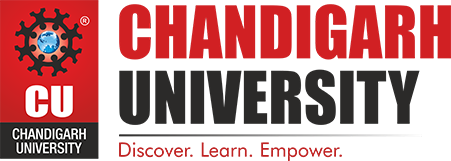 ®
CU
CHANDIGARH
UNIVERSITY
CHANDIGARH
UNIVERSITY
Discover. Learn. Empower.